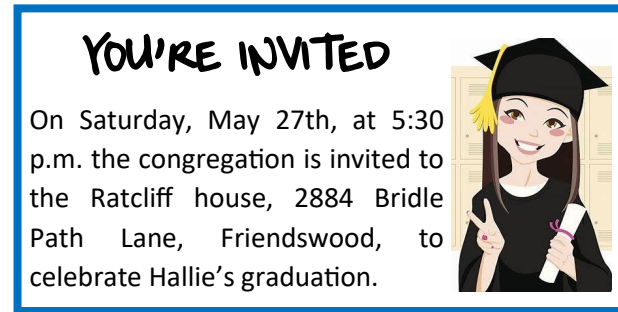 YOU'RE INVITED
On Saturday, May 27th, at 5:30
p.m. the congregation is invited to
the Ratcliff house, 2884 Bridle
Path Lane, Friendswood, to
celebrate Hallie's graduation.